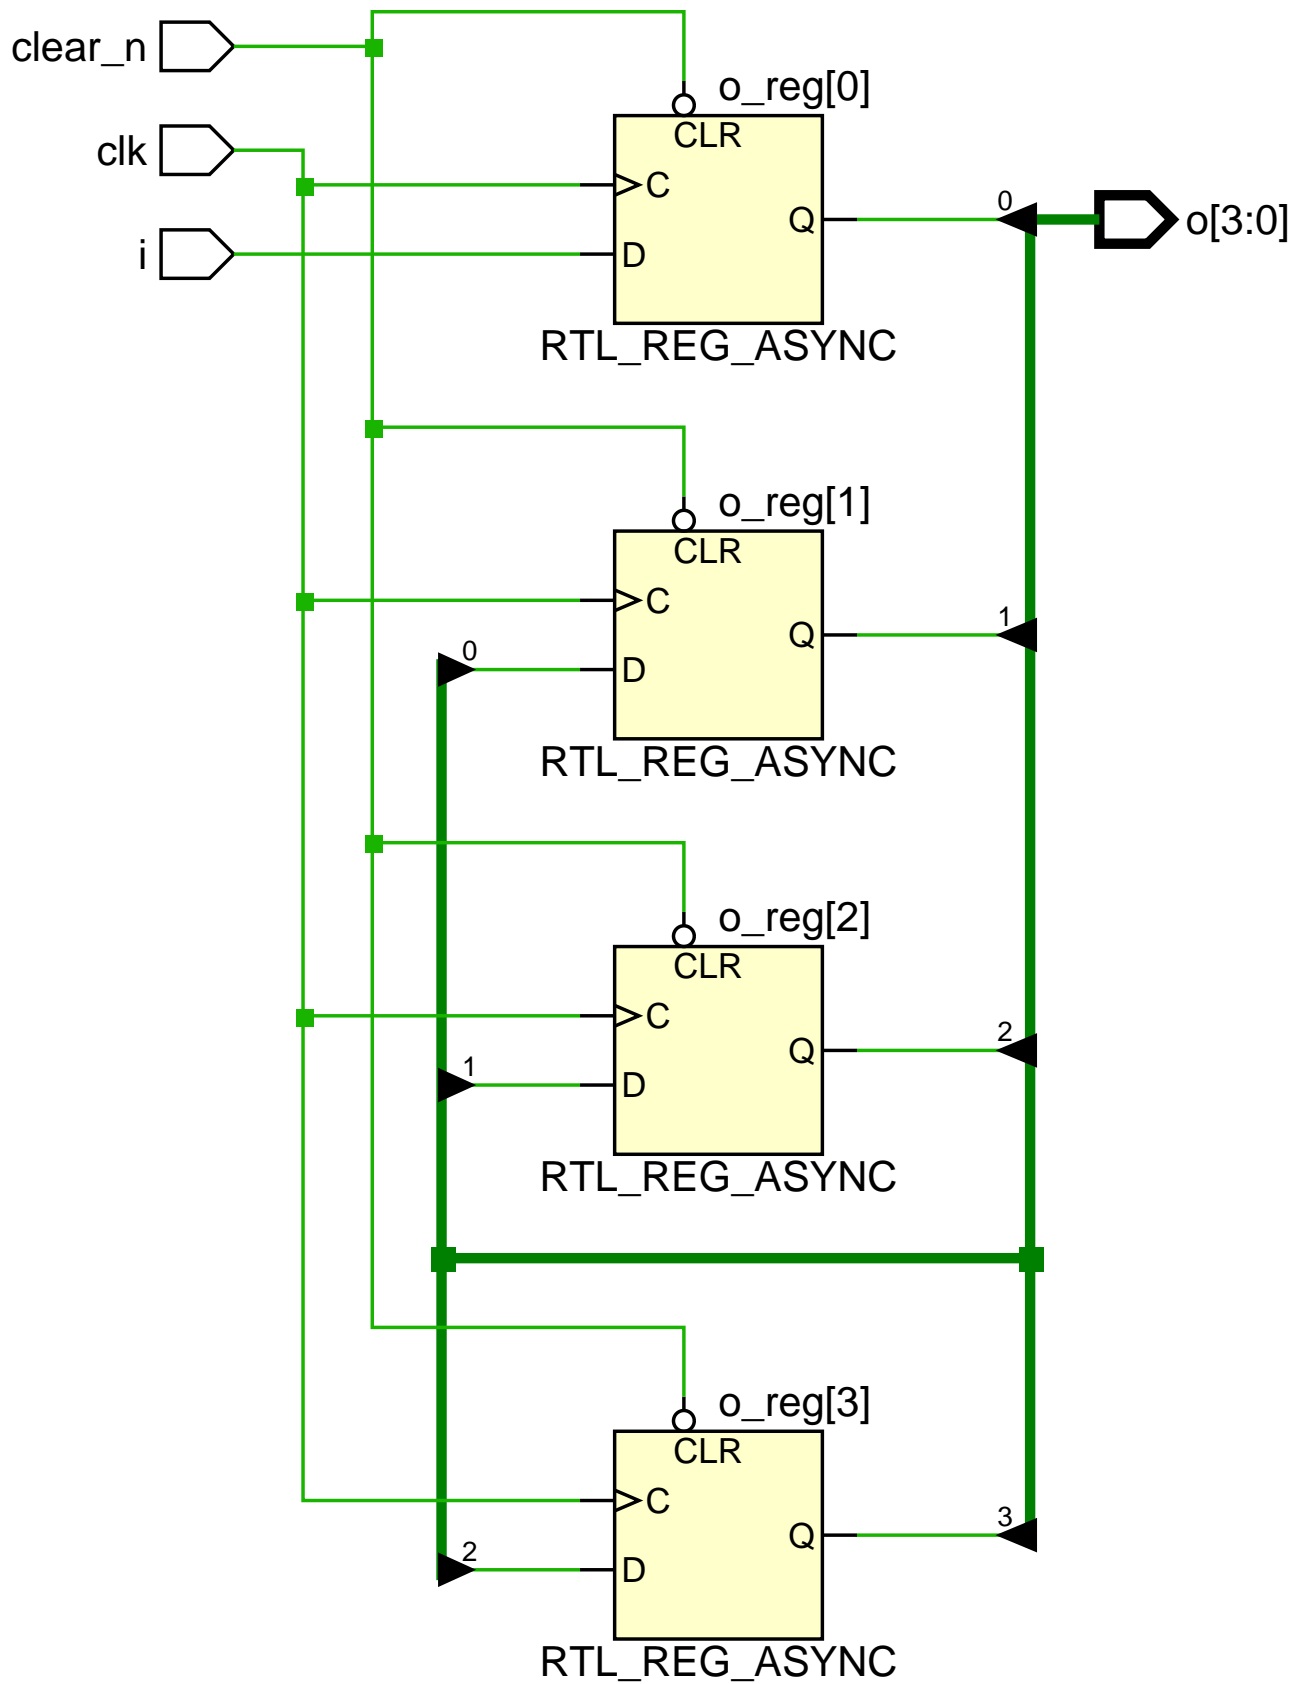 clear_n
clk
i
o_reg[0]
CLR
C
D
Q
0
o[3:0]
RTL_REG_ASYNC
o_reg[1]
CLR
C
0
D
Q
1
RTL_REG_ASYNC
o_reg[2]
CLR
C
1
D
Q
2
RTL_REG_ASYNC
o_reg[3]
CLR
C
2
D
Q
3
RTL_REG_ASYNC